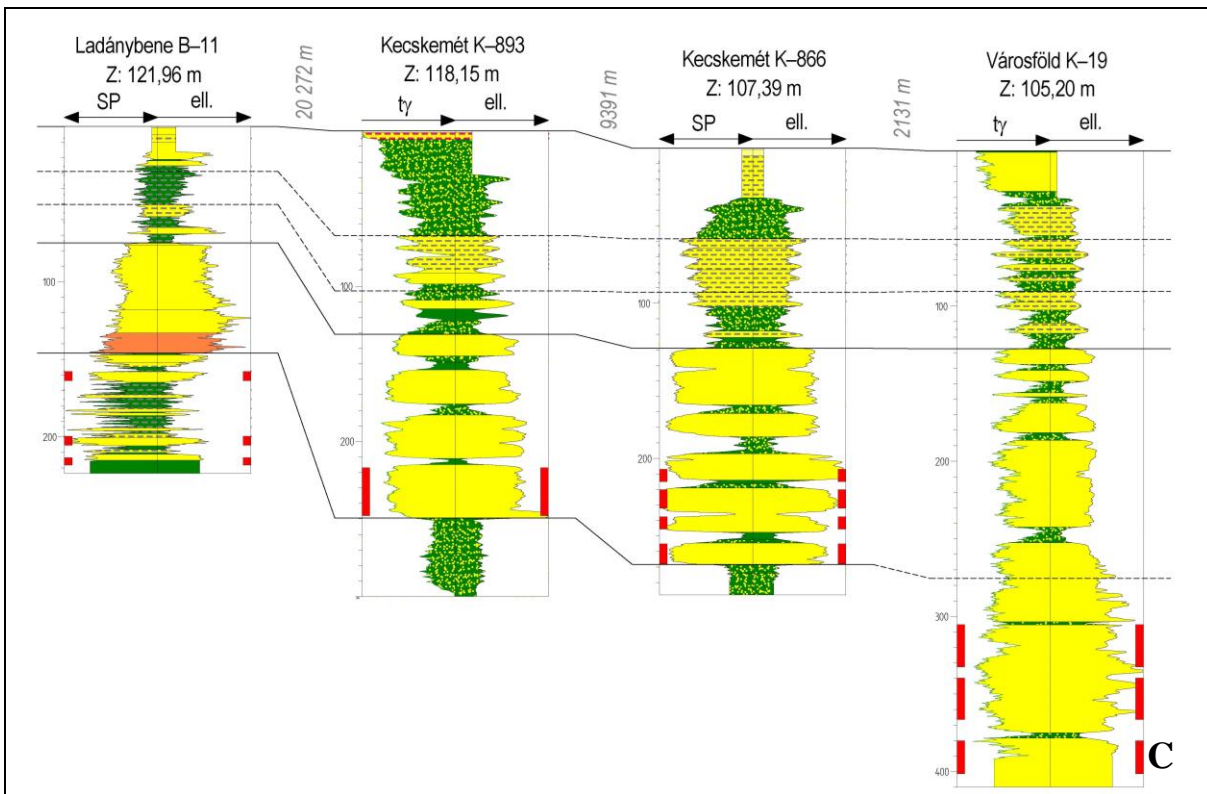 Ladánybene B–11
Z: 121,96 m
SP ell.
20 272 m
Kecskemét K–893
Z: 118,15 m
tγ ell.
9391 m
Kecskemét K–866
Z: 107,39 m
SP ell.
2131 m
Városföld K–19
Z: 105,20 m
tγ ell.
100
200
100
200
100
200
100
200
300
400
C